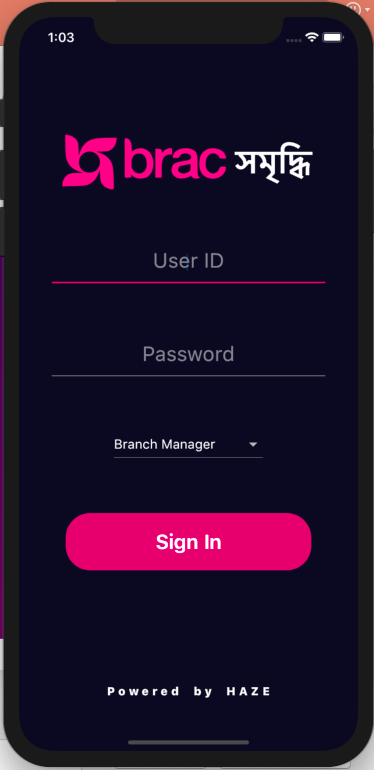 1:03
brac সমৃদ্ধি
User ID
Password
Branch Manager
Sign In
Powered by HAZE